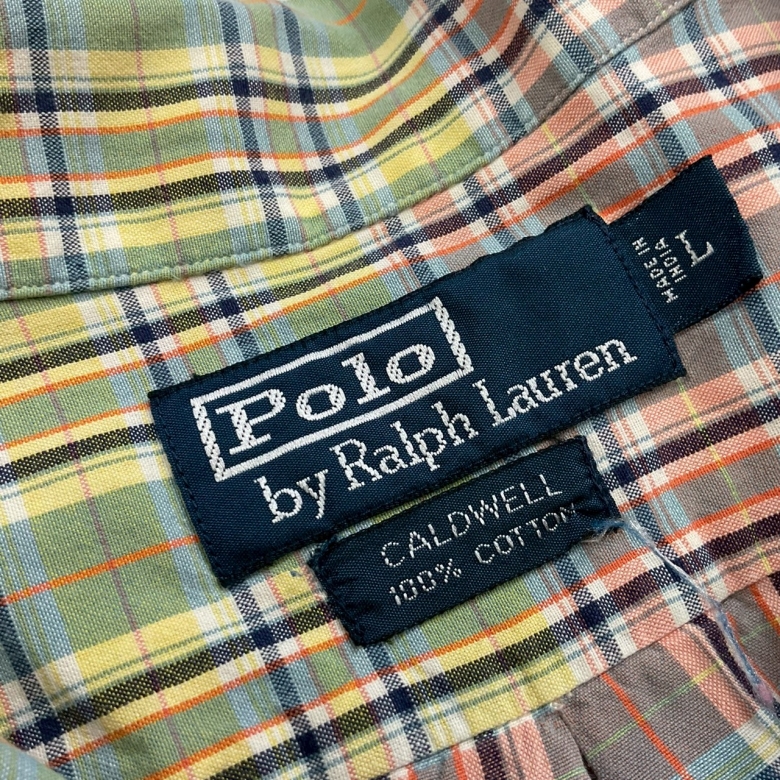 Polo
by Ralph Lauren
MADE IN
INDIA
L
CALDWELL
100% COTTON